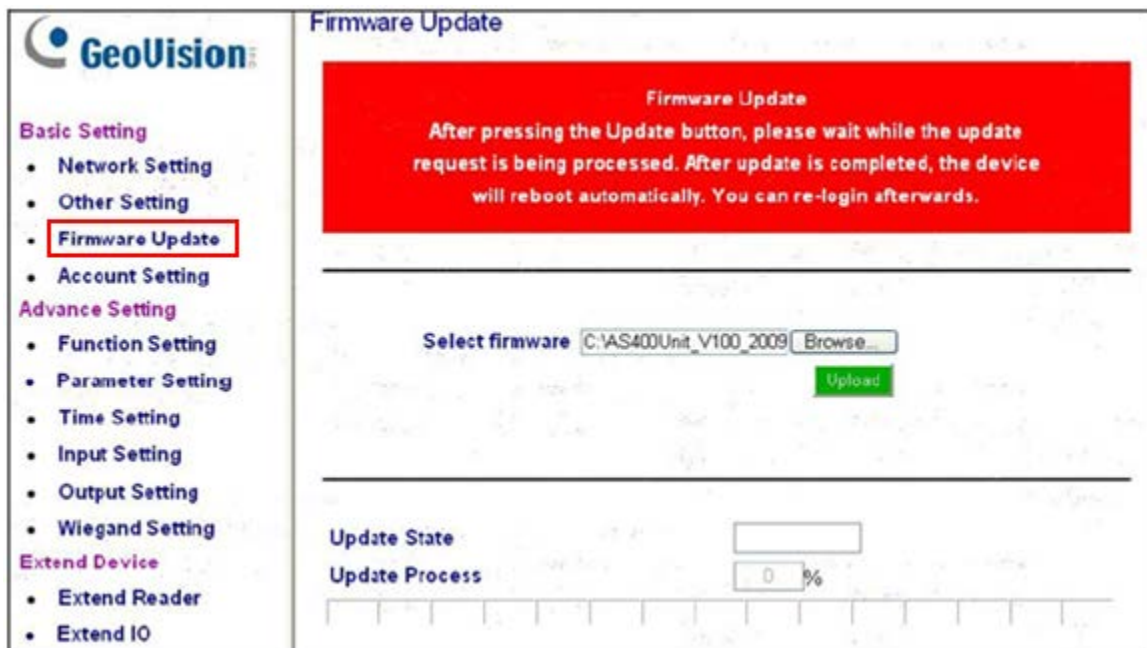 GeoVision
Basic Setting
Network Setting
Other Setting
Firmware Update
Account Setting
Advance Setting
Function Setting
Parameter Setting
Time Setting
Input Setting
Output Setting
Wiegand Setting
Extend Device
Extend Reader
Extend IO
Firmware Update
Firmware Update
After pressing the Update button, please wait while the update
request is being processed. After update is completed, the device
will reboot automatically. You can re-login afterwards.
Select firmware C:\AS400Unit_V100_2009 Browse...
Upload
Update State
Update Process 0 %